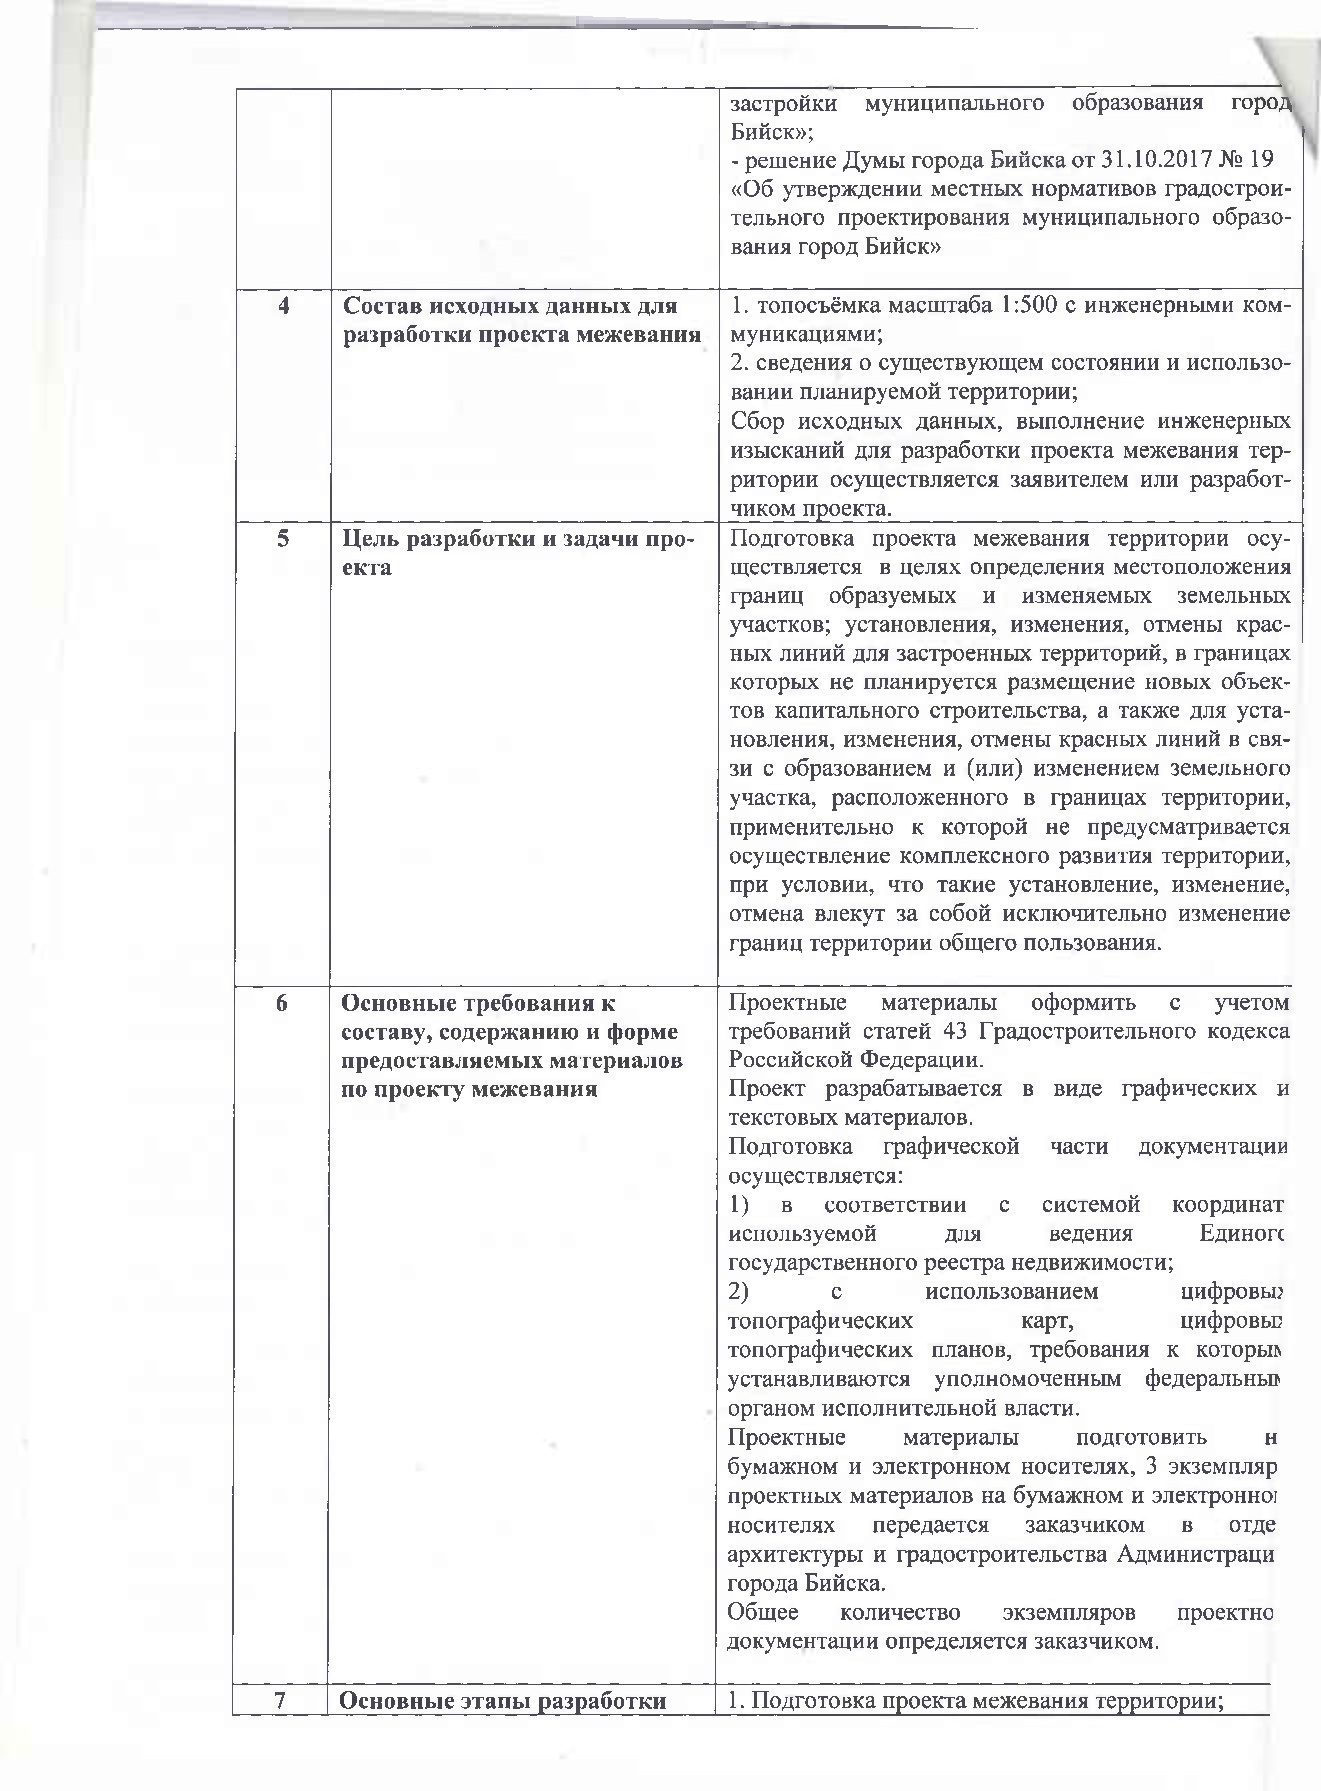 застройки муниципального образования город
Бийск»;
- решение Думы города Бийска от 31.10.2017 № 19
«Об утверждении местных нормативов градострои-
тельного проектирования муниципального образо-
вания город Бийск»
4
Состав исходных данных для
разработки проекта межевания
1. топосъёмка масштаба 1:500 с инженерными ком-
муникациями;
2. сведения о существующем состоянии и использо-
вании планируемой территории;
Сбор исходных данных, выполнение инженерных
изысканий для разработки проекта межевания тер-
ритории осуществляется заявителем или разработ-
чиком проекта.
5
Цель разработки и задачи про-
екта
Подготовка проекта межевания территории осу-
ществляется в целях определения местоположения
границ образуемых и изменяемых земельных
участков; установления, изменения, отмены крас-
ных линий для застроенных территорий, в границах
которых не планируется размещение новых объек-
тов капитального строительства, а также для уста-
новления, изменения, отмены красных линий в свя-
зи с образованием и (или) изменением земельного
участка, расположенного в границах территории,
применительно к которой не предусматривается
осуществление комплексного развития территории,
при условии, что такие установление, изменение,
отмена влекут за собой исключительно изменение
границ территории общего пользования.
6
Основные требования к
составу, содержанию и форме
предоставляемых материалов
по проекту межевания
Проектные материалы оформить с учетом
требований статей 43 Градостроительного кодекса
Российской Федерации.
Проект разрабатывается в виде графических и
текстовых материалов.
Подготовка графической части документации
осуществляется:
1) в соответствии с системой координат
используемой для ведения Единого
государственного реестра недвижимости;
2) с использованием цифровых
топографических карт, цифровых
топографических планов, требования к которым
устанавливаются уполномоченным федеральным
органом исполнительной власти.
Проектные материалы подготовить н
бумажном и электронном носителях, 3 экземпляр
проектных материалов на бумажном и электронном
носителях передается заказчиком в отде
архитектуры и градостроительства Администраци
города Бийска.
Общее количество экземпляров проектно
документации определяется заказчиком.
7
Основные этапы разработки
1. Подготовка проекта межевания территории;